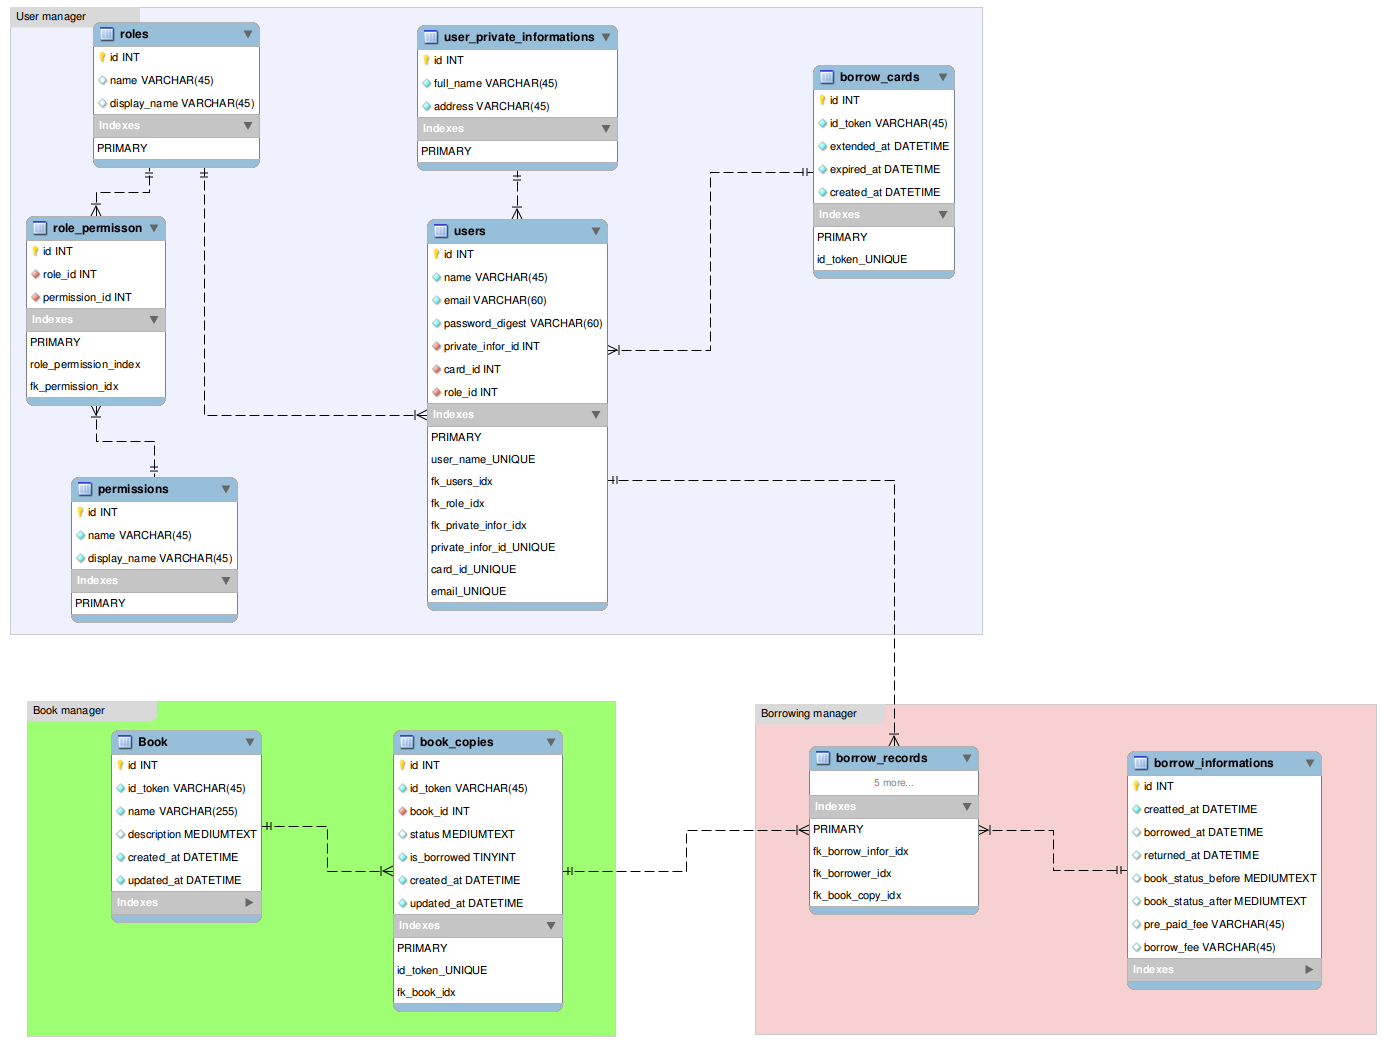 User manager
roles
id INT
name VARCHAR(45)
display_name VARCHAR(45)
Indexes
PRIMARY
user_private_informations
id INT
full_name VARCHAR(45)
address VARCHAR(45)
Indexes
PRIMARY
borrow_cards
id INT
id_token VARCHAR(45)
extended_at DATETIME
expired_at DATETIME
created_at DATETIME
Indexes
PRIMARY
id_token_UNIQUE
role_permisson
id INT
role_id INT
permission_id INT
Indexes
PRIMARY
role_permission_index
fk_permission_idx
users
id INT
name VARCHAR(45)
email VARCHAR(60)
password_digest VARCHAR(60)
private_infor_id INT
card_id INT
role_id INT
Indexes
PRIMARY
user_name_UNIQUE
fk_users_idx
fk_role_idx
fk_private_infor_idx
private_infor_id_UNIQUE
card_id_UNIQUE
email_UNIQUE
permissions
id INT
name VARCHAR(45)
display_name VARCHAR(45)
Indexes
PRIMARY
Book manager
Book
id INT
id_token VARCHAR(45)
name VARCHAR(255)
description MEDIUMTEXT
created_at DATETIME
updated_at DATETIME
Indexes
book_copies
id INT
id_token VARCHAR(45)
book_id INT
status MEDIUMTEXT
is_borrowed TINYINT
created_at DATETIME
updated_at DATETIME
Indexes
PRIMARY
id_token_UNIQUE
fk_book_idx
Borrowing manager
borrow_records
5 more...
Indexes
PRIMARY
fk_borrow_infor_idx
fk_borrower_idx
fk_book_copy_idx
borrow_informations
id INT
creatted_at DATETIME
borrowed_at DATETIME
returned_at DATETIME
book_status_before MEDIUMTEXT
book_status_after MEDIUMTEXT
pre_paid_fee VARCHAR(45)
borrow_fee VARCHAR(45)
Indexes